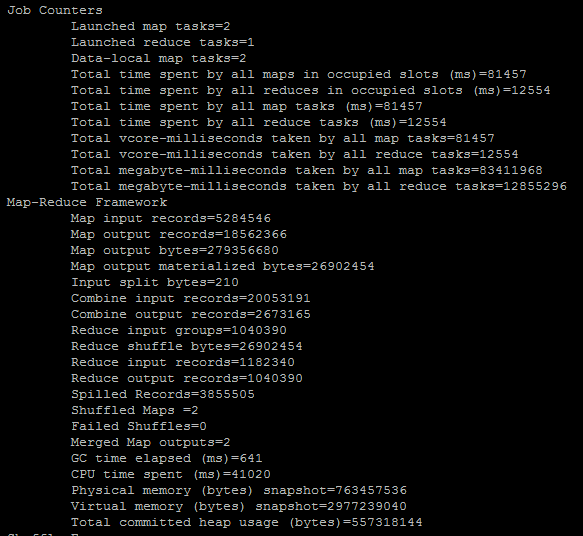 Job Counters
Launched map tasks=2
Launched reduce tasks=1
Data-local map tasks=2
Total time spent by all maps in occupied slots (ms)=81457
Total time spent by all reduces in occupied slots (ms)=12554
Total time spent by all map tasks (ms)=81457
Total time spent by all reduce tasks (ms)=12554
Total vcore-milliseconds taken by all map tasks=81457
Total vcore-milliseconds taken by all reduce tasks=12554
Total megabyte-milliseconds taken by all map tasks=83411968
Total megabyte-milliseconds taken by all reduce tasks=12855296
Map-Reduce Framework
Map input records=5284546
Map output records=18562366
Map output bytes=279356680
Map output materialized bytes=26902454
Input split bytes=210
Combine input records=20053191
Combine output records=2673165
Reduce input groups=1040390
Reduce shuffle bytes=26902454
Reduce input records=1182340
Reduce output records=1040390
Spilled Records=3855505
Shuffled Maps =2
Failed Shuffles=0
Merged Map outputs=2
GC time elapsed (ms)=641
CPU time spent (ms)=41020
Physical memory (bytes) snapshot=763457536
Virtual memory (bytes) snapshot=2977239040
Total committed heap usage (bytes)=557318144